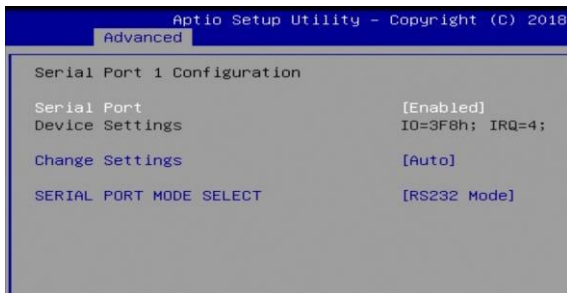 Aptio Setup Utility – Copyright (C) 2018
Advanced
Serial Port 1 Configuration
Serial Port [Enabled]
Device Settings IO=3F8h; IRQ=4;
Change Settings [Auto]
SERIAL PORT MODE SELECT [RS232 Mode]